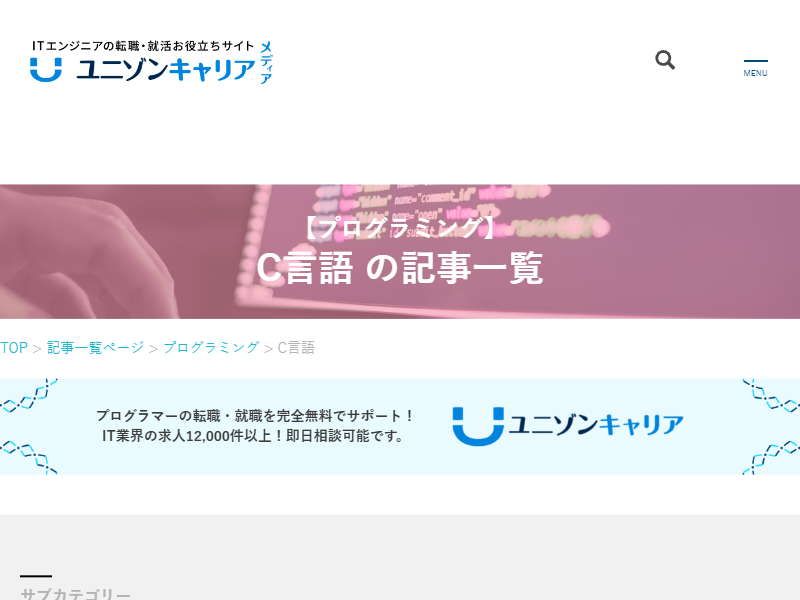 ITエンジニアの転職・就活お役立ちサイト
ユニゾンキャリア
メディア
MENU
【プログラミング】
C言語 の記事一覧
TOP > 記事一覧ページ > プログラミング > C言語
プログラマーの転職・就職を完全無料でサポート！
IT業界の求人12,000件以上！即日相談可能です。
ユニゾンキャリア
サブカテゴリー